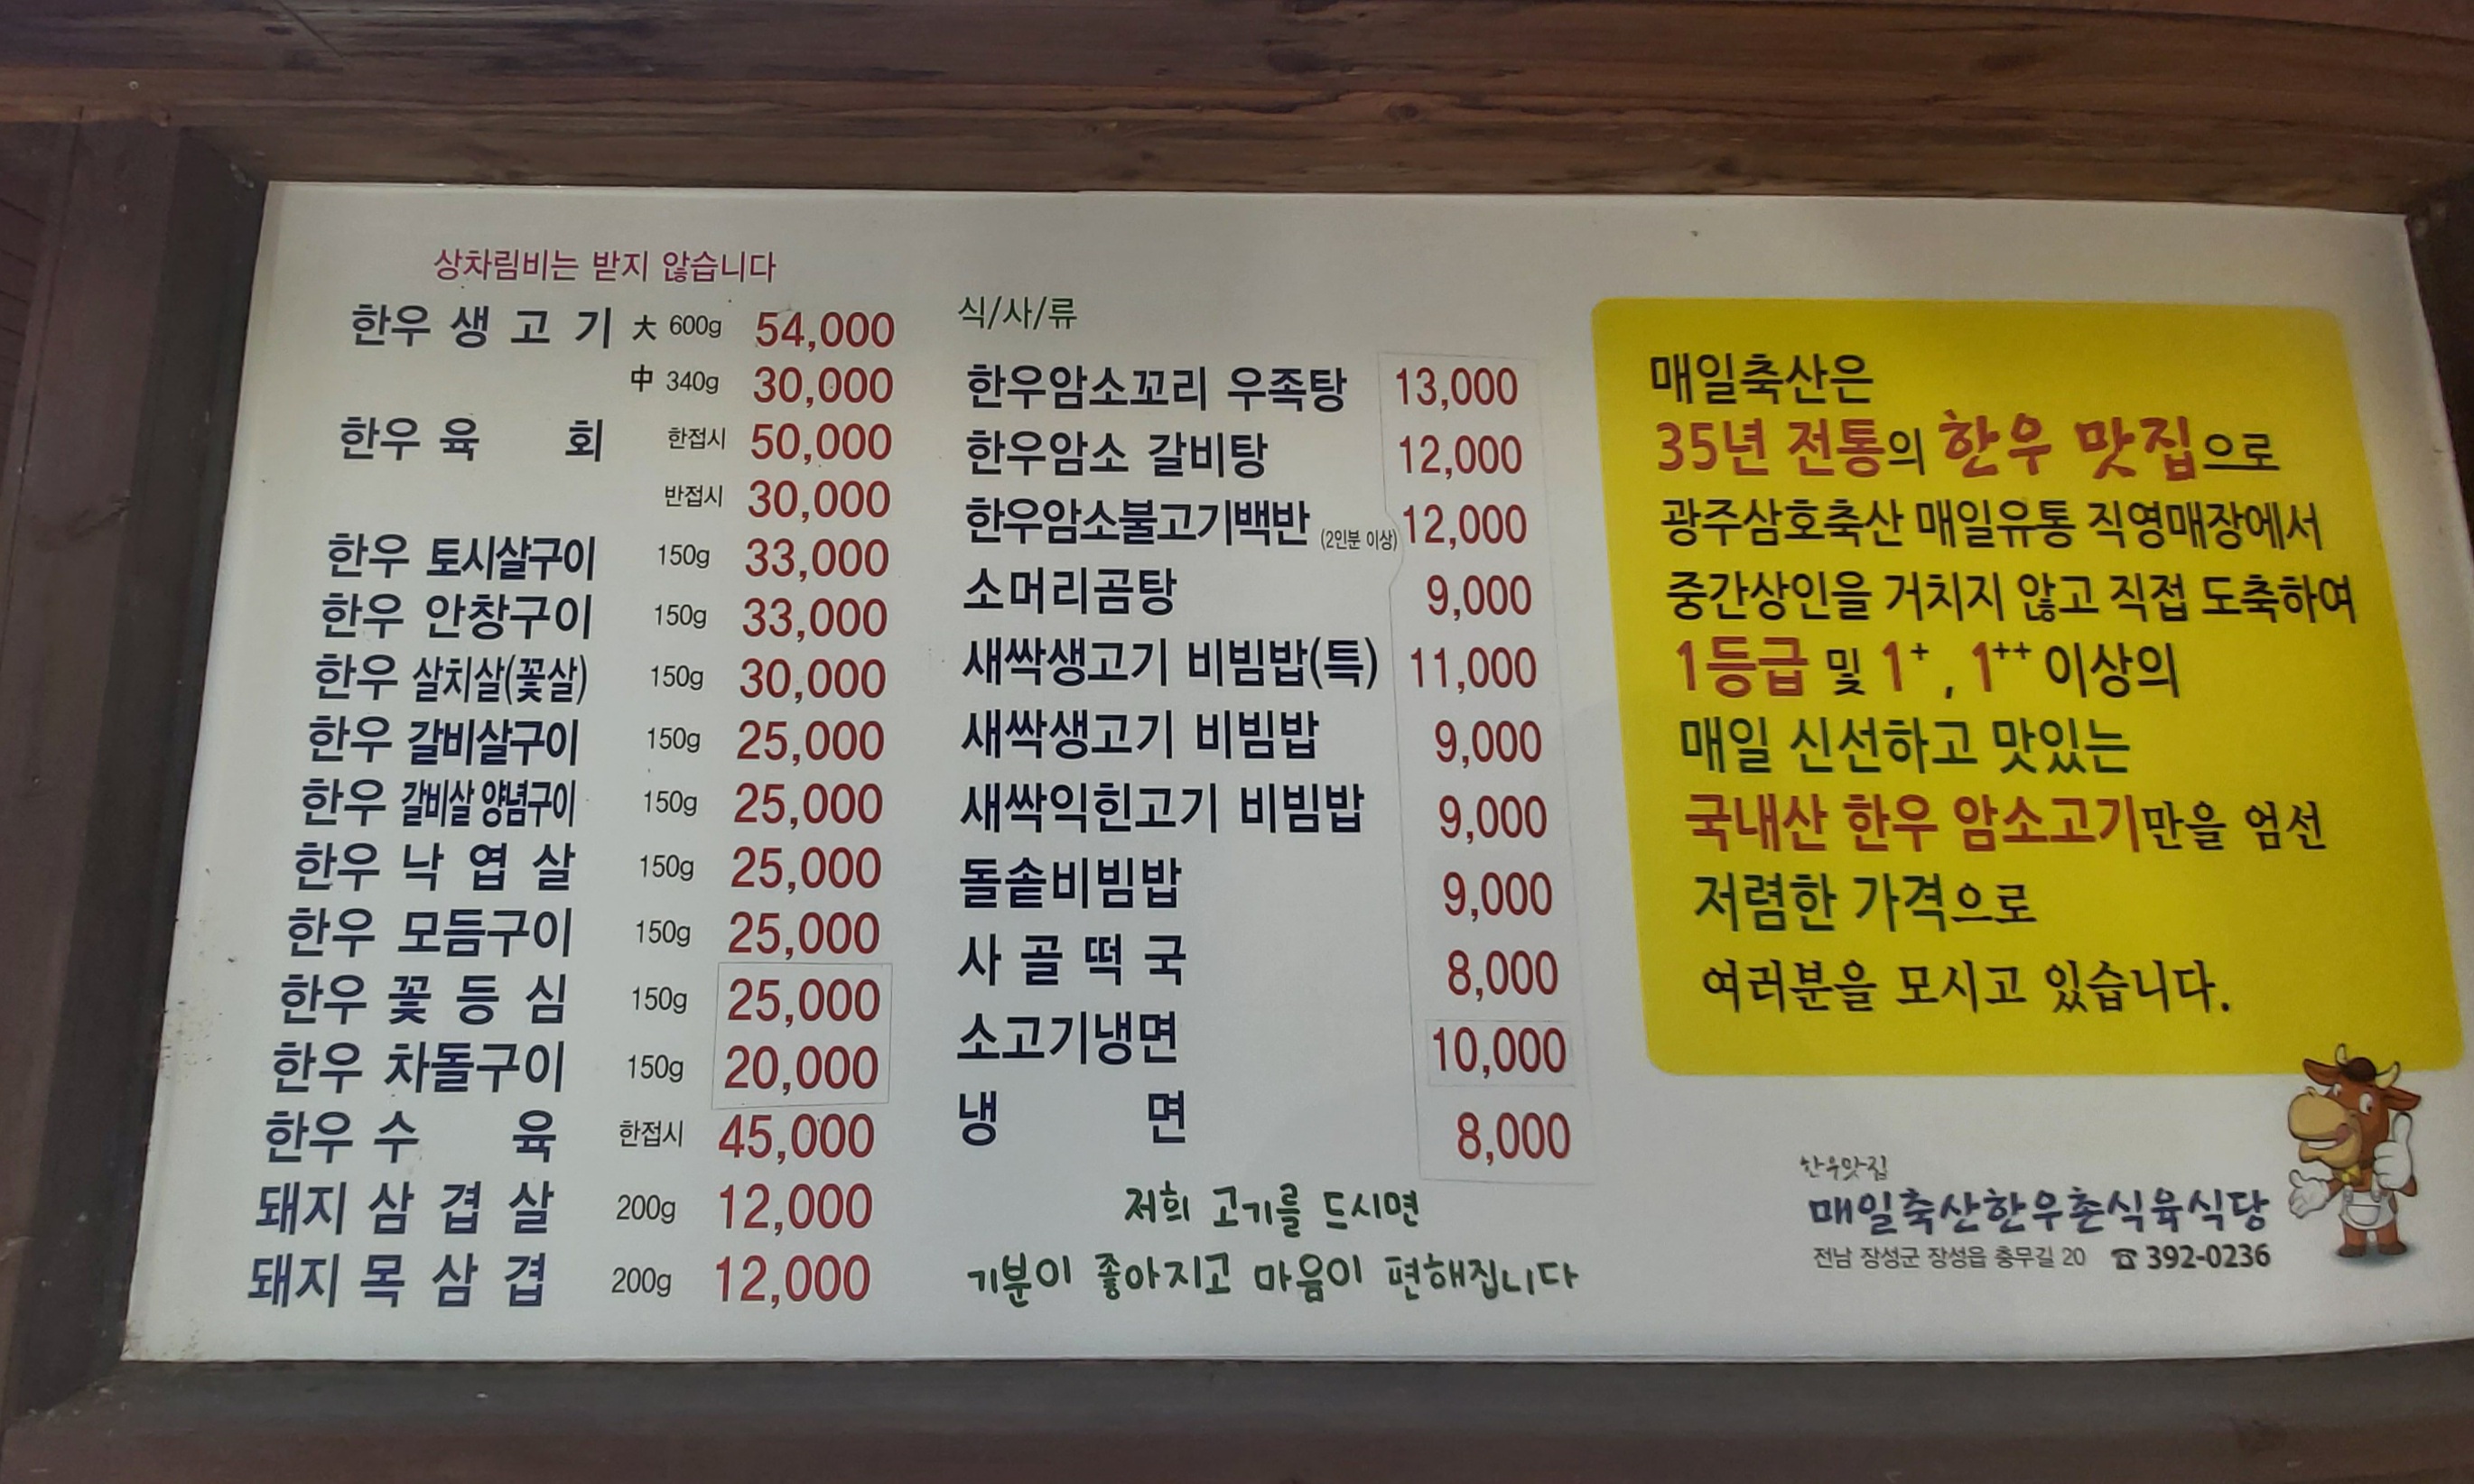 상차림비는 받지 않습니다
한우 생 고 기 大 600g 54,000
中 340g 30,000
한우 육 회 한접시 50,000
반접시 30,000
한우 토시살구이 150g 33,000
한우 안창구이 150g 33,000
한우 살치살(꽃살) 150g 30,000
한우 갈비살구이 150g 25,000
한우 갈비살 양념구이 150g 25,000
한우 낙 엽 살 150g 25,000
한우 모듬구이 150g 25,000
한우 꽃 등 심 150g 25,000
한우 차돌구이 150g 20,000
한우 수 육 한접시 45,000
돼지 삼 겹 살 200g 12,000
돼지 목 삼 겹 200g 12,000
식/사/류
한우암소꼬리 우족탕 13,000
한우암소 갈비탕 12,000
한우암소불고기백반 (2인분 이상) 12,000
소머리곰탕 9,000
새싹생고기 비빔밥(특) 11,000
새싹생고기 비빔밥 9,000
새싹익힌고기 비빔밥 9,000
돌솥비빔밥 9,000
사 골 떡 국 8,000
소고기냉면 10,000
냉 면 8,000
저희 고기를 드시면
기분이 좋아지고 마음이 편해집니다
매일축산은
35년 전통의 한우 맛집으로
광주삼호축산 매일유통 직영매장에서
중간상인을 거치지 않고 직접 도축하여
1등급 및 1+, 1++ 이상의
매일 신선하고 맛있는
국내산 한우 암소고기만을 엄선
저렴한 가격으로
여러분을 모시고 있습니다.
한우맛집
매일축산한우촌식육식당
전남 장성군 장성읍 충무길 20 ☎ 392-0236